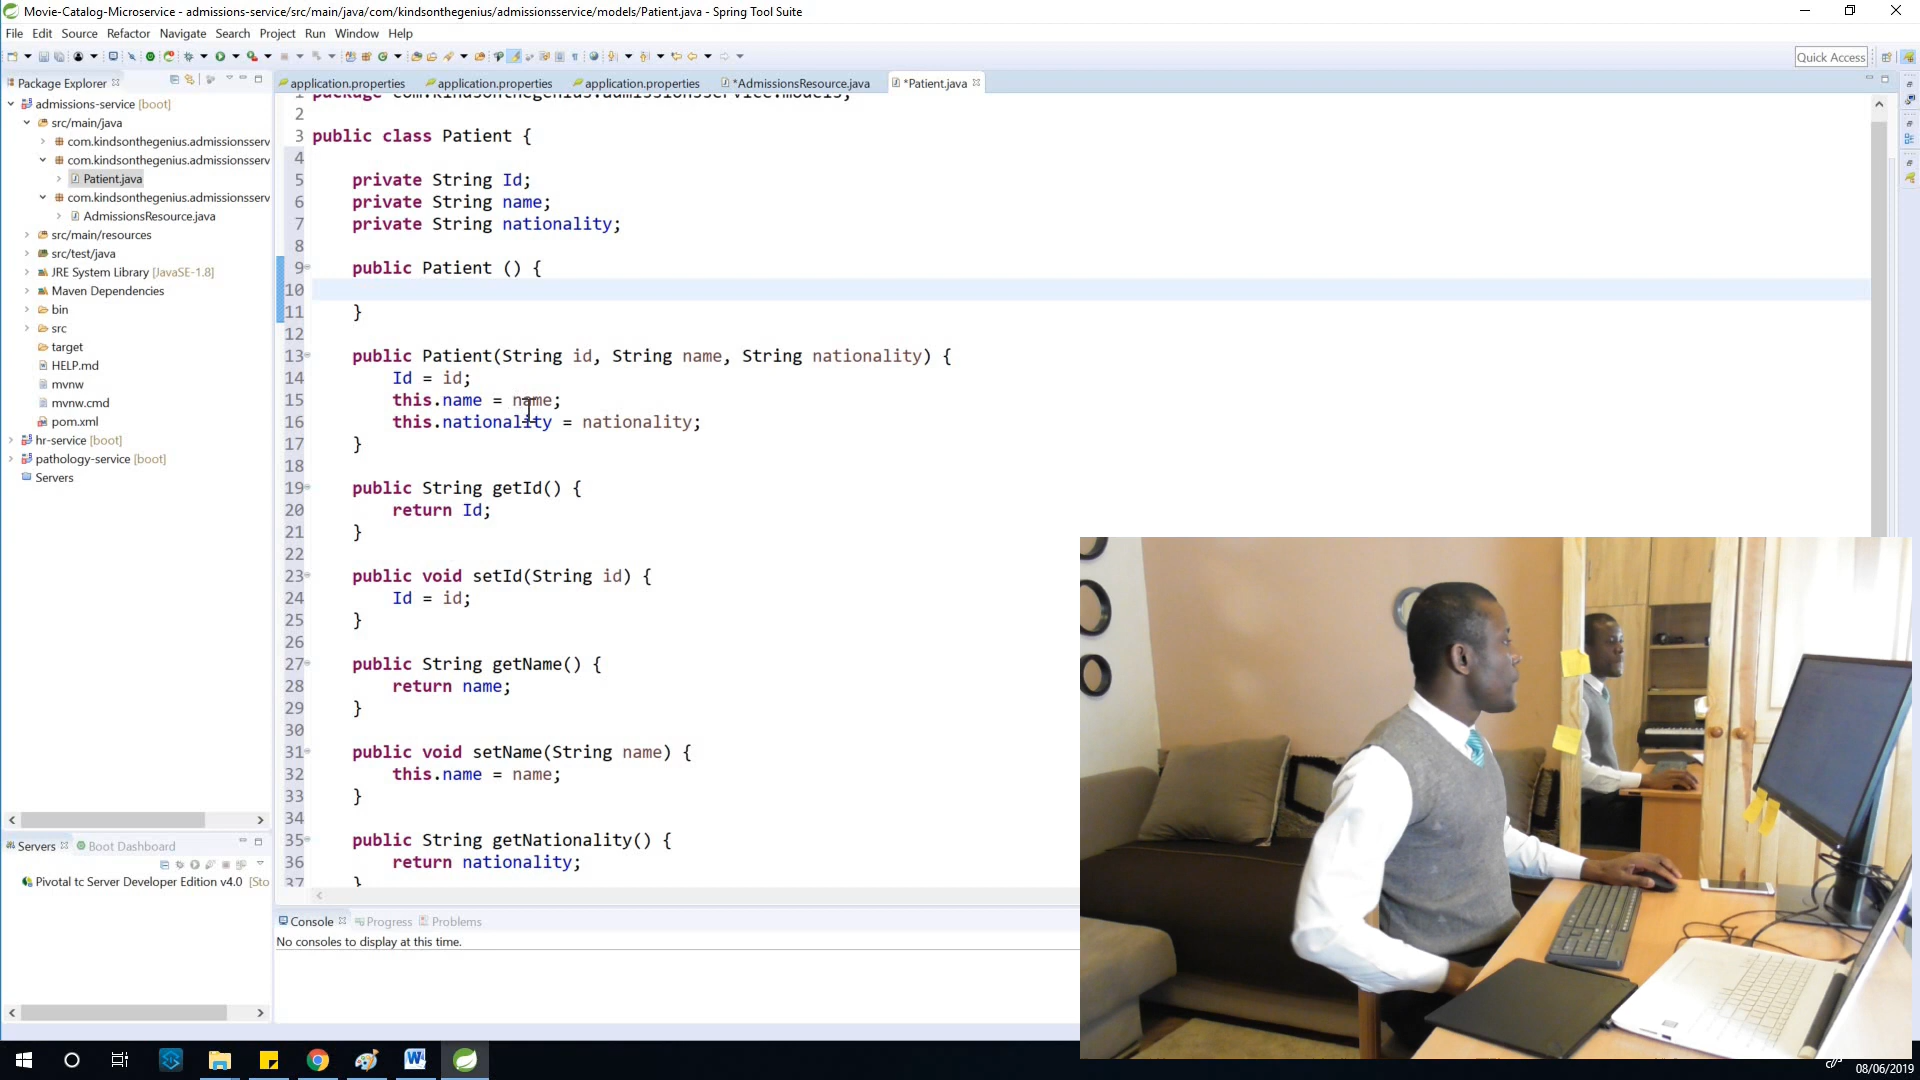 Movie-Catalog-Microservice - admissions-service/src/main/java/com/kindsonthegenius/admissionsservice/models/Patient.java - Spring Tool Suite
File Edit Source Refactor Navigate Search Project Run Window Help
Quick Access
Package Explorer
application.properties
application.properties
application.properties
*AdmissionsResource.java
*Patient.java
admissions-service [boot]
src/main/java
com.kindsonthegenius.admissionsserv
com.kindsonthegenius.admissionsserv
Patient.java
com.kindsonthegenius.admissionsserv
AdmissionsResource.java
src/main/resources
src/test/java
JRE System Library [JavaSE-1.8]
Maven Dependencies
bin
src
target
HELP.md
mvnw
mvnw.cmd
pom.xml
hr-service [boot]
pathology-service [boot]
Servers
1 package com.kindsonthegenius.admissionsservice.models;
2
3 public class Patient {
4
5 private String Id;
6 private String name;
7 private String nationality;
8
9 public Patient () {
10
11 }
12
13 public Patient(String id, String name, String nationality) {
14 Id = id;
15 this.name = name;
16 this.nationality = nationality;
17 }
18
19 public String getId() {
20 return Id;
21 }
22
23 public void setId(String id) {
24 Id = id;
25 }
26
27 public String getName() {
28 return name;
29 }
30
31 public void setName(String name) {
32 this.name = name;
33 }
34
35 public String getNationality() {
36 return nationality;
37 }
Servers
Boot Dashboard
Pivotal tc Server Developer Edition v4.0 [Sto
Console Progress Problems
No consoles to display at this time.
08/06/2019